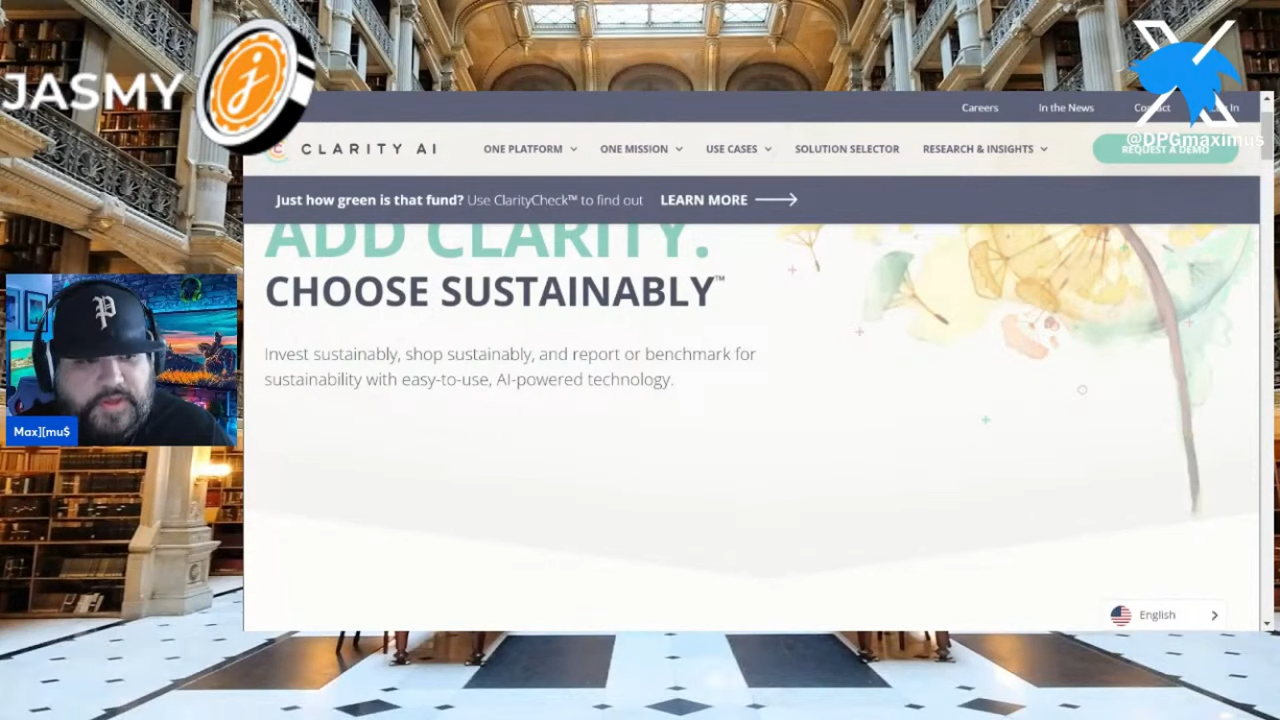 JASMY
Careers
In the News
Contact
Log In
@DPGmaximus
CLARITY AI
ONE PLATFORM
ONE MISSION
USE CASES
SOLUTION SELECTOR
RESEARCH & INSIGHTS
REQUEST A DEMO
Just how green is that fund? Use ClarityCheck™ to find out
LEARN MORE
ADD CLARITY.
CHOOSE SUSTAINABLY™
Invest sustainably, shop sustainably, and report or benchmark for
sustainability with easy-to-use, AI-powered technology.
P
Max][mu$
English